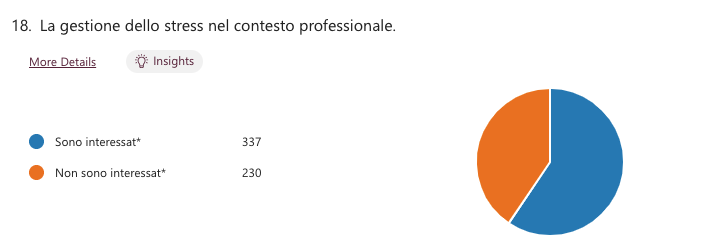 18. La gestione dello stress nel contesto professionale.
More Details
Insights
Sono interessat* 337
Non sono interessat* 230